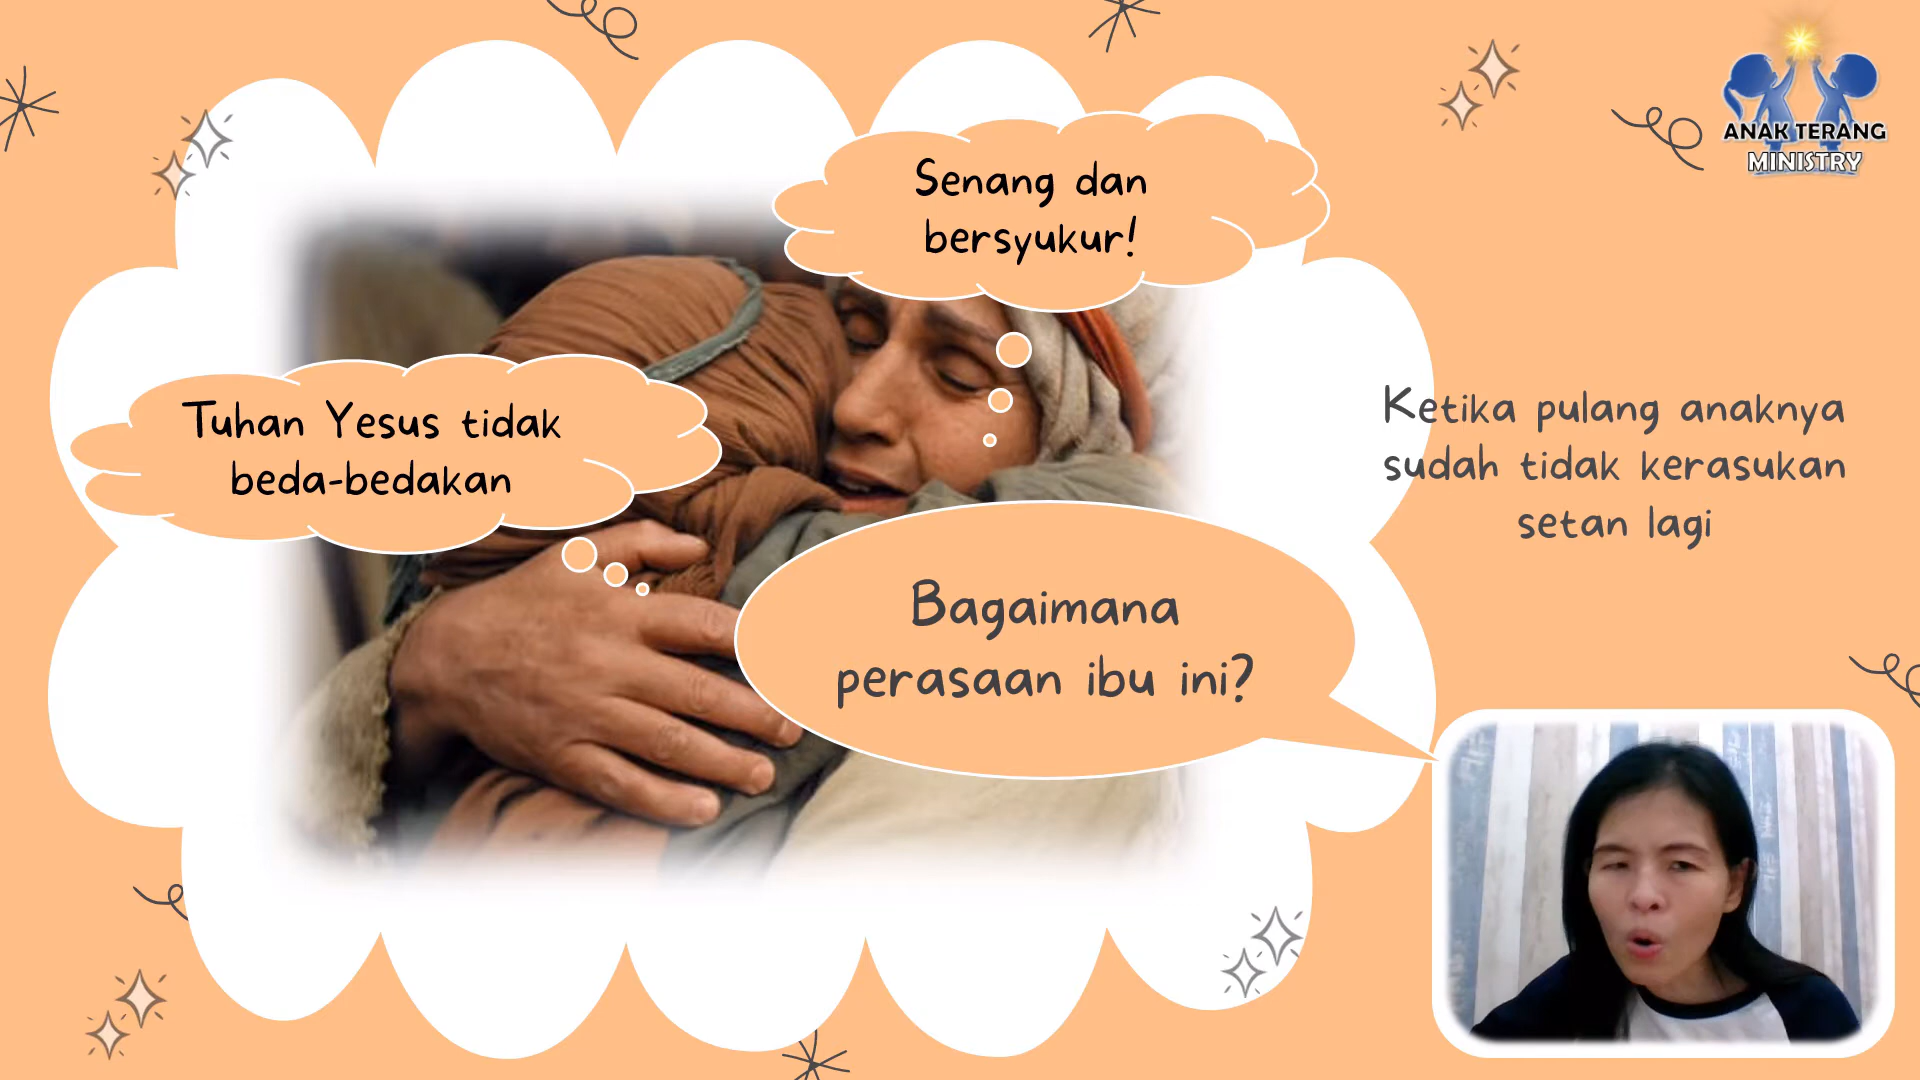 ANAK TERANG
MINISTRY
Senang dan
bersyukur!
Tuhan Yesus tidak
beda-bedakan
Ketika pulang anaknya
sudah tidak kerasukan
setan lagi
Bagaimana
perasaan ibu ini?